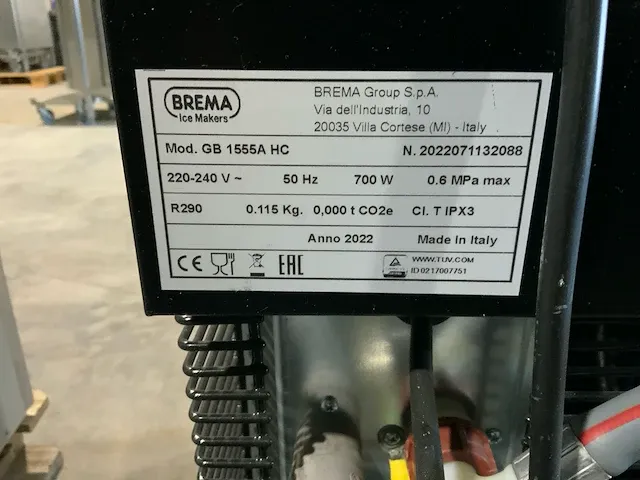 BREMA
Ice Makers
BREMA Group S.p.A.
Via dell'Industria, 10
20035 Villa Cortese (MI) - Italy
Mod. GB 1555A HC N. 2022071132088
220-240 V ~ 50 Hz 700 W 0.6 MPa max
R290 0.115 Kg. 0,000 t CO2e Cl. T IPX3
Anno 2022 Made in Italy
CE EAC WWW.TUV.COM
ID 0217007751